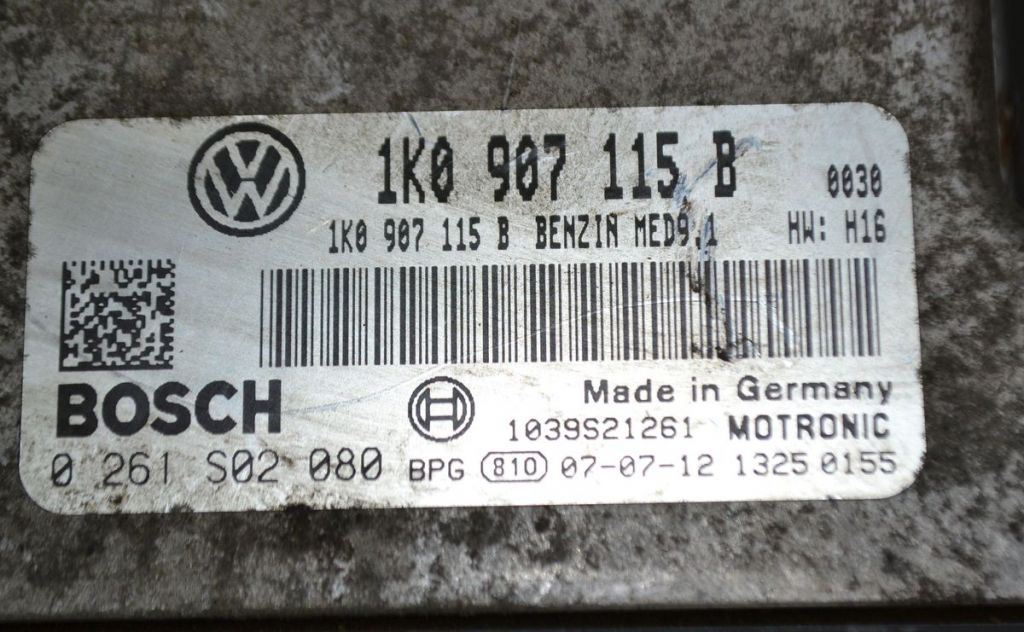 1K0 907 115 B 0030
1K0 907 115 B BENZIN MED9.1 HW: H16
BOSCH
Made in Germany
1039S21261 MOTRONIC
0 261 S02 080 BPG 810 07-07-12 1325 0155